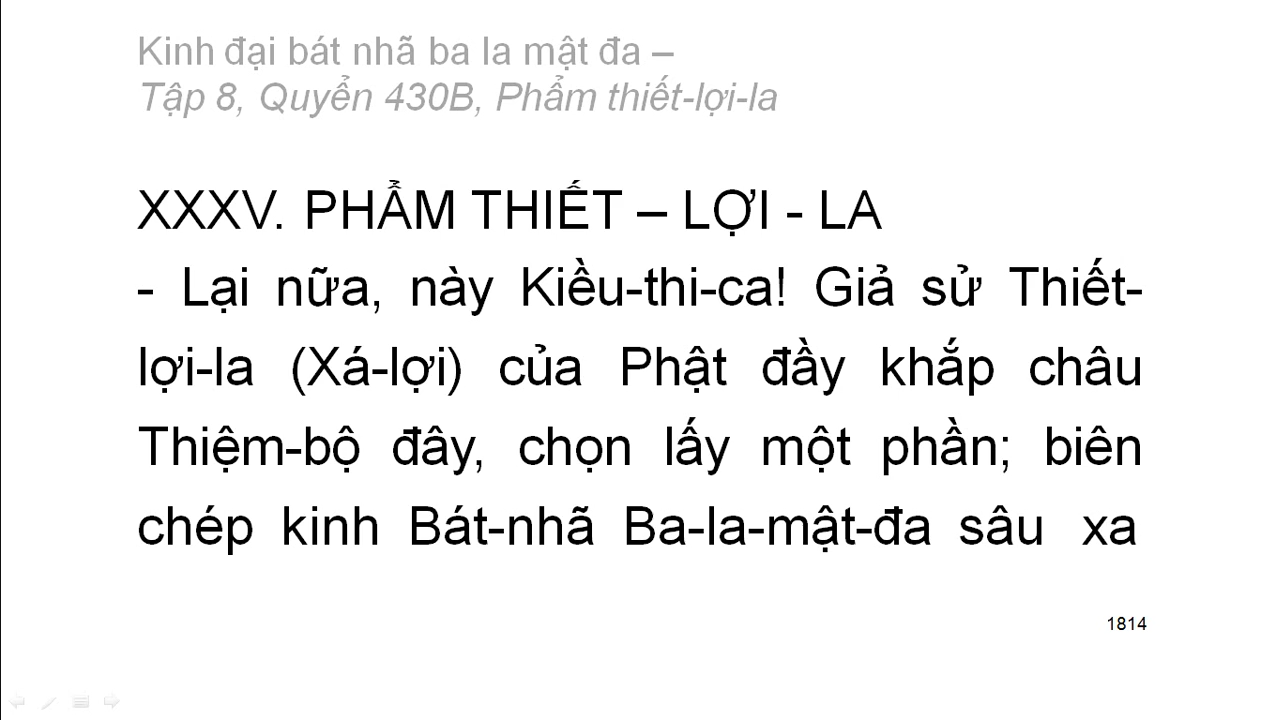 Kinh đại bát nhã ba la mật đa –
Tập 8, Quyển 430B, Phẩm thiết-lợi-la
XXXV. PHẨM THIẾT – LỢI - LA
- Lại nữa, này Kiều-thi-ca! Giả sử Thiết-
lợi-la (Xá-lợi) của Phật đầy khắp châu
Thiệm-bộ đây, chọn lấy một phần; biên
chép kinh Bát-nhã Ba-la-mật-đa sâu xa
1814